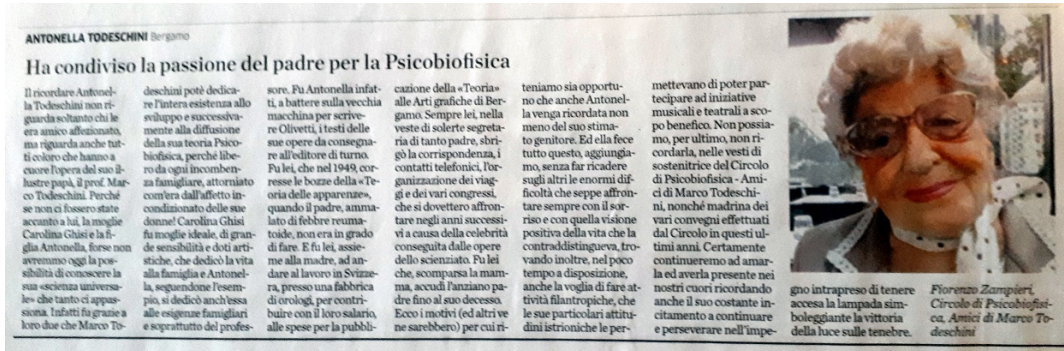 ANTONELLA TODESCHINI Bergamo
Ha condiviso la passione del padre per la Psicobiofisica
Il ricordare Antonel-
la Todeschini non ri-
guarda soltanto chi le
era amico affezionato,
ma riguarda anche tut-
ti coloro che hanno a
cuore l'opera del suo il-
lustre papà, il prof. Mar-
co Todeschini. Perché
se non ci fossero state
accanto a lui, la moglie
Carolina Ghisi e la fi-
glia Antonella, forse non
avremmo oggi la pos-
sibilità di conoscere la
sua «scienza universa-
le» che tanto ci appas-
siona. Infatti fu grazie a
loro due che Marco To-
deschini potè dedica-
re l'intera esistenza allo
sviluppo e successiva-
mente alla diffusione
della sua teoria Psico-
biofisica, perché libe-
ro da ogni incomben-
za famigliare, attorniato
com'era dall'affetto in-
condizionato delle sue
donne! Carolina Ghisi
fu moglie ideale, di gran-
de sensibilità e doti arti-
stiche, che dedicò la vita
alla famiglia e Antonel-
la, seguendone l'esem-
pio, si dedicò anch'essa
alle esigenze famigliari
e soprattutto del profes-
sore. Fu Antonella infat-
ti, a battere sulla vecchia
macchina per scrive-
re Olivetti, i testi delle
sue opere da consegna-
re all'editore di turno.
Fu lei, che nel 1949, cor-
resse le bozze della «Te-
oria delle apparenze»,
quando il padre, amma-
lato di febbre reuma-
toide, non era in grado
di fare. E fu lei, assie-
me alla madre, ad an-
dare al lavoro in Svizze-
ra, presso una fabbrica
di orologi, per contri-
buire con il loro salario,
alle spese per la pubbli-
cazione della «Teoria»
alle Arti grafiche di Ber-
gamo. Sempre lei, nella
veste di solerte segreta-
ria di tanto padre, sbri-
gò la corrispondenza, i
contatti telefonici, l'or-
ganizzazione dei viag-
gi e dei vari congressi,
che si dovettero affron-
tare negli anni successi-
vi a causa della celebrità
conseguita dalle opere
dello scienziato. Fu lei
che, scomparsa la mam-
ma, accudì l'anziano pa-
dre fino al suo decesso.
Ecco i motivi (ed altri ve
ne sarebbero) per cui ri-
teniamo sia opportu-
no che anche Antonel-
la venga ricordata non
meno del suo stima-
to genitore. Ed ella fece
tutto questo, aggiungia-
mo, senza far ricadere
sugli altri le enormi dif-
ficoltà che seppe affron-
tare sempre con il sor-
riso e con quella visione
positiva della vita che la
contraddistingueva, tro-
vando inoltre, nel poco
tempo a disposizione,
anche la voglia di fare at-
tività filantropiche, che
le sue particolari attitu-
dini istrioniche le per-
mettevano di poter par-
tecipare ad iniziative
musicali e teatrali a sco-
po benefico. Non possia-
mo, per ultimo, non ri-
cordarla, nelle vesti di
sostenitrice del Circolo
di Psicobiofisica - Ami-
ci di Marco Todeschi-
ni, nonché madrina dei
vari convegni effettuati
dal Circolo in questi ul-
timi anni. Certamente
continueremo ad amar-
la ed averla presente nei
nostri cuori ricordando
anche il suo costante in-
citamento a continuare
e perseverare nell'impe-
gno intrapreso di tenere
accesa la lampada sim-
boleggiante la vittoria
della luce sulle tenebre.
Fiorenzo Zampieri,
Circolo di Psicobiofisi-
ca, Amici di Marco To-
deschini